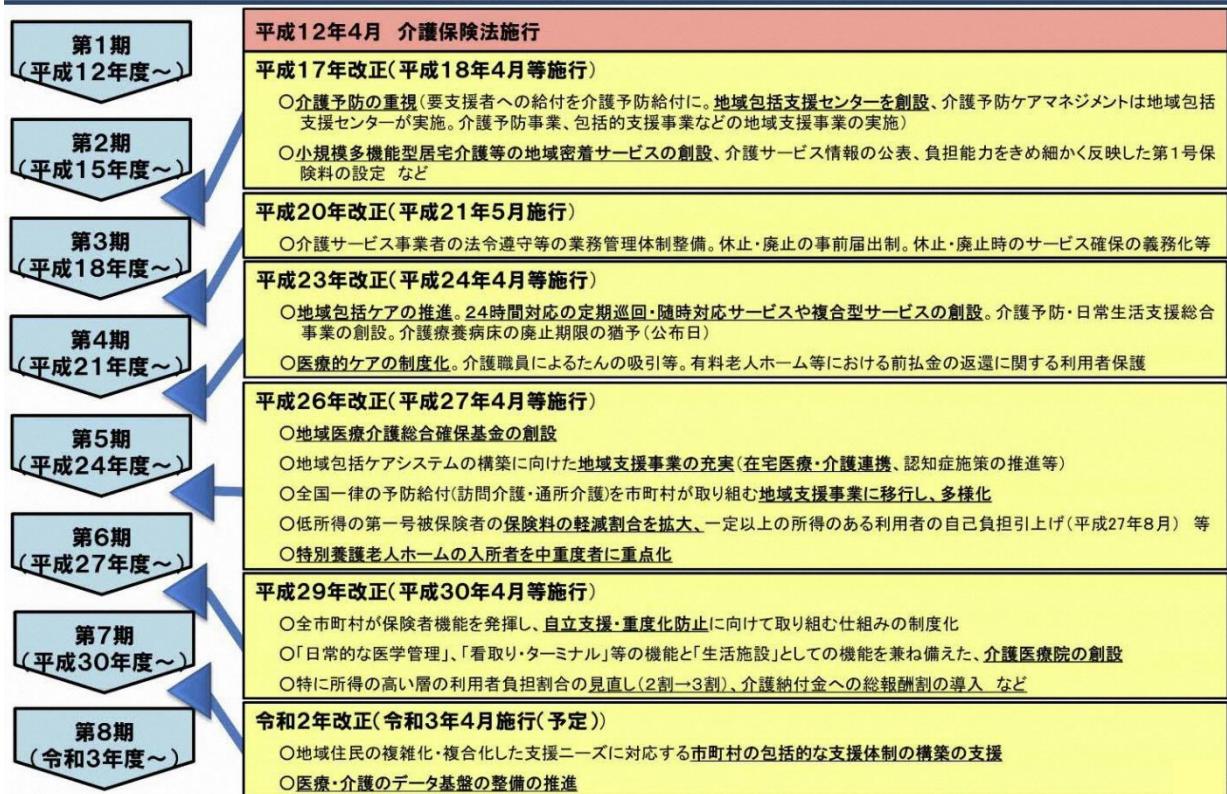 第1期
(平成12年度~)
第2期
(平成15年度~)
第3期
(平成18年度~)
第4期
(平成21年度~)
第5期
(平成24年度~)
第6期
(平成27年度~)
第7期
(平成30年度~)
第8期
(令和3年度~)
平成12年4月 介護保険法施行
平成17年改正(平成18年4月等施行)
○介護予防の重視(要支援者への給付を介護予防給付に。地域包括支援センターを創設、介護予防ケアマネジメントは地域包括
支援センターが実施。介護予防事業、包括的支援事業などの地域支援事業の実施)
○小規模多機能型居宅介護等の地域密着サービスの創設、介護サービス情報の公表、負担能力をきめ細かく反映した第1号保
険料の設定 など
平成20年改正(平成21年5月施行)
○介護サービス事業者の法令遵守等の業務管理体制整備。休止・廃止の事前届出制。休止・廃止時のサービス確保の義務化等
平成23年改正(平成24年4月等施行)
○地域包括ケアの推進。24時間対応の定期巡回・随時対応サービスや複合型サービスの創設。介護予防・日常生活支援総合
事業の創設。介護療養病床の廃止期限の猶予(公布日)
○医療的ケアの制度化。介護職員によるたんの吸引等。有料老人ホーム等における前払金の返還に関する利用者保護
平成26年改正(平成27年4月等施行)
○地域医療介護総合確保基金の創設
○地域包括ケアシステムの構築に向けた地域支援事業の充実(在宅医療・介護連携、認知症施策の推進等)
○全国一律の予防給付(訪問介護・通所介護)を市町村が取り組む地域支援事業に移行し、多様化
○低所得の第一号被保険者の保険料の軽減割合を拡大、一定以上の所得のある利用者の自己負担引上げ(平成27年8月) 等
○特別養護老人ホームの入所者を中重度者に重点化
平成29年改正(平成30年4月等施行)
○全市町村が保険者機能を発揮し、自立支援・重度化防止に向けて取り組む仕組みの制度化
○「日常的な医学管理」、「看取り・ターミナル」等の機能と「生活施設」としての機能を兼ね備えた、介護医療院の創設
○特に所得の高い層の利用者負担割合の見直し(2割→3割)、介護納付金への総報酬割の導入 など
令和2年改正(令和3年4月施行(予定))
○地域住民の複雑化・複合化した支援ニーズに対応する市町村の包括的な支援体制の構築の支援
○医療・介護のデータ基盤の整備の推進